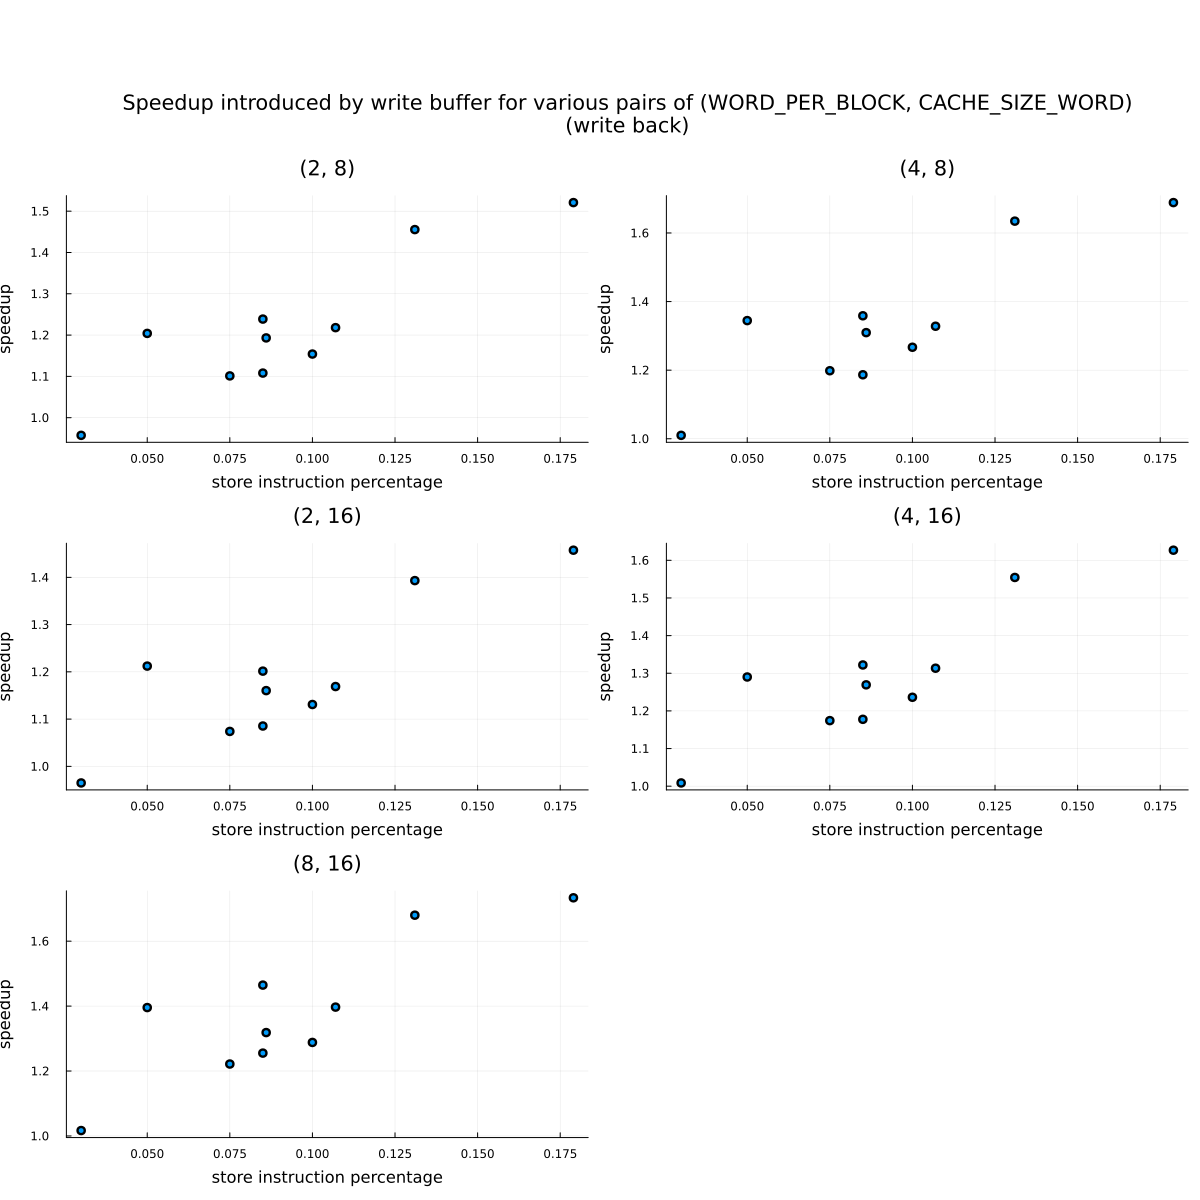 Speedup introduced by write buffer for various pairs of (WORD_PER_BLOCK, CACHE_SIZE_WORD)
(write back)
(2, 8)
1.5
1.4
1.3
1.2
1.1
1.0
speedup
0.050 0.075 0.100 0.125 0.150 0.175
store instruction percentage
(4, 8)
1.6
1.4
1.2
1.0
speedup
0.050 0.075 0.100 0.125 0.150 0.175
store instruction percentage
(2, 16)
1.4
1.3
1.2
1.1
1.0
speedup
0.050 0.075 0.100 0.125 0.150 0.175
store instruction percentage
(4, 16)
1.6
1.5
1.4
1.3
1.2
1.1
1.0
speedup
0.050 0.075 0.100 0.125 0.150 0.175
store instruction percentage
(8, 16)
1.6
1.4
1.2
1.0
speedup
0.050 0.075 0.100 0.125 0.150 0.175
store instruction percentage